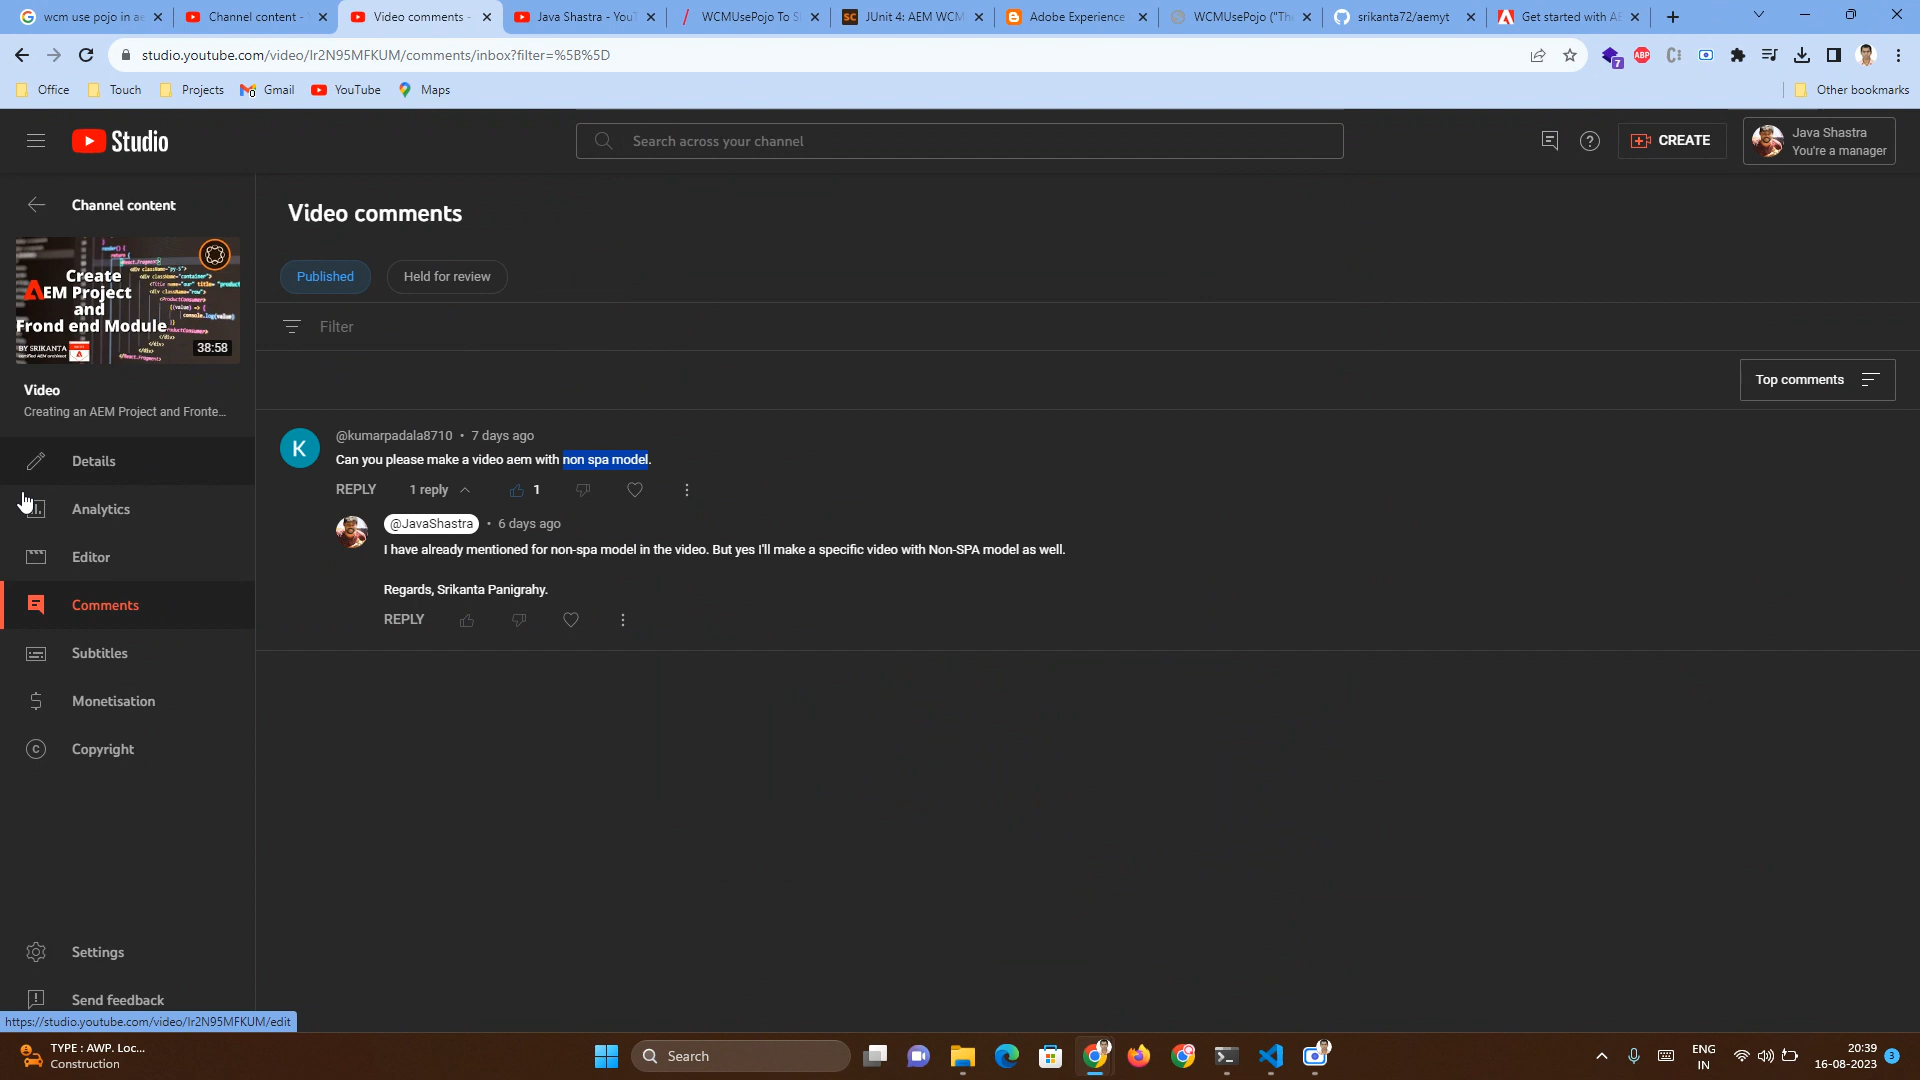 wcm use pojo in ae
Channel content -
Video comments -
Java Shastra - YouT
WCMUsePojo To S
JUnit 4: AEM WCM
Adobe Experience
WCMUsePojo ("The
srikanta72/aemyt
Get started with AE
studio.youtube.com/video/Ir2N95MFKUM/comments/inbox?filter=%5B%5D
7
ABP
Office
Touch
Projects
Gmail
YouTube
Maps
Other bookmarks
Studio
Search across your channel
CREATE
Java Shastra
You're a manager
Channel content
Create
AEM Project
and
Frond end Module
BY SRIKANTA
38:58
Video
Creating an AEM Project and Fronte...
Details
Analytics
Editor
Comments
Subtitles
Monetisation
Copyright
Settings
Send feedback
Video comments
Published
Held for review
Filter
Top comments
K
@kumarpadala8710 • 7 days ago
Can you please make a video aem with non spa model.
REPLY
1 reply
1
@JavaShastra • 6 days ago
I have already mentioned for non-spa model in the video. But yes I'll make a specific video with Non-SPA model as well.
Regards, Srikanta Panigrahy.
REPLY
https://studio.youtube.com/video/Ir2N95MFKUM/edit
TYPE : AWP. Loc...
Construction
Search
ENG
IN
20:39
16-08-2023
3